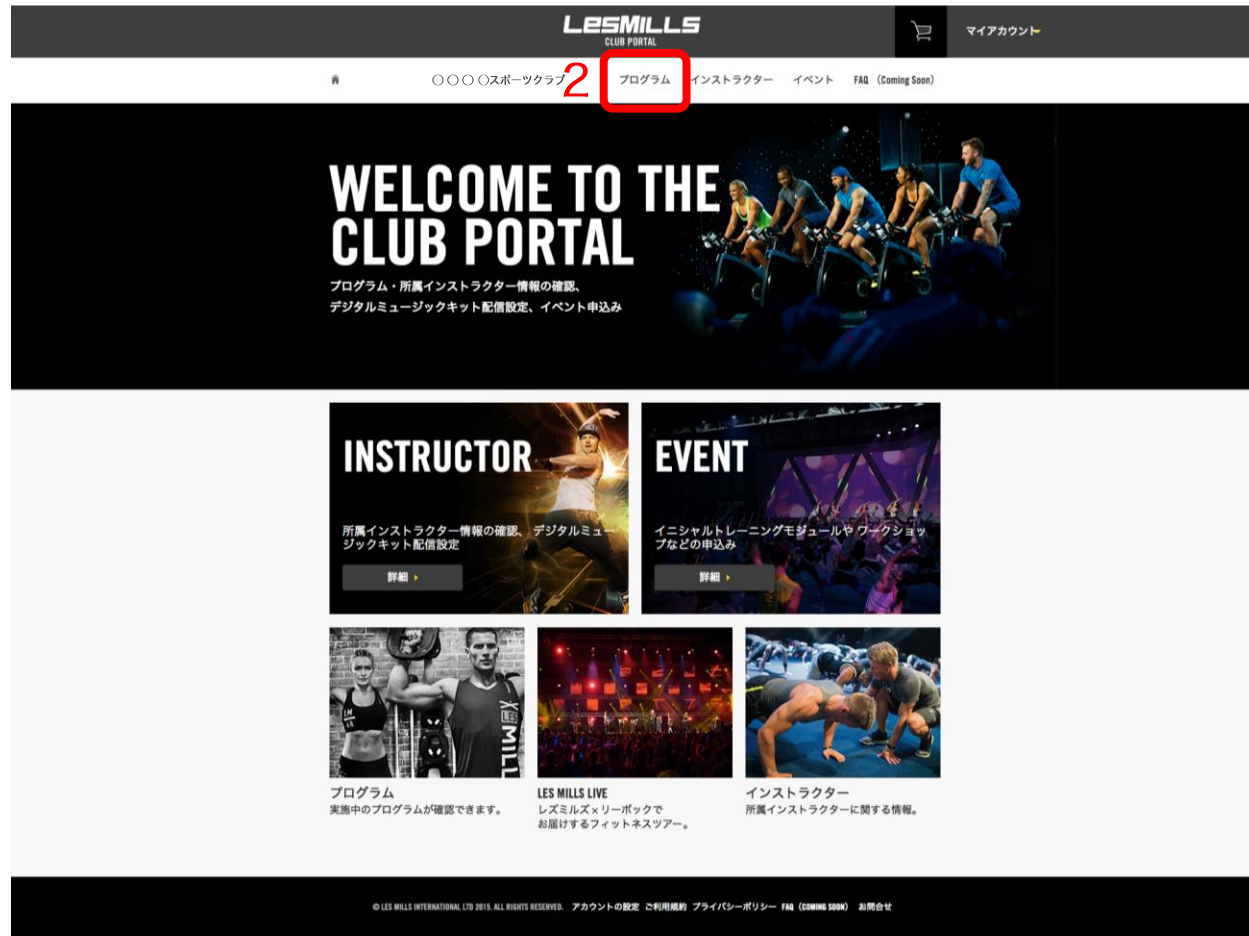 LESMILLS
CLUB PORTAL
マイアカウント
〇〇〇〇スポーツクラブ
2
プログラム
インストラクター
イベント
FAQ （Coming Soon）
WELCOME TO THE
CLUB PORTAL
プログラム・所属インストラクター情報の確認、
デジタルミュージックキット配信設定、イベント申込み
INSTRUCTOR
所属インストラクター情報の確認、 デジタルミュー
ジックキット配信設定
詳細
EVENT
イニシャルトレーニングモジュールや ワークショッ
プなどの申込み
詳細
LM
X LES MILL
プログラム
実施中のプログラムが確認できます。
LES MILLS LIVE
レズミルズ×リーボックで
お届けするフィットネスツアー。
インストラクター
所属インストラクターに関する情報。
© LES MILLS INTERNATIONAL LTD 2015. ALL RIGHTS RESERVED. アカウントの設定 ご利用規約 プライバシーポリシー FAQ（COMING SOON） お問合せ